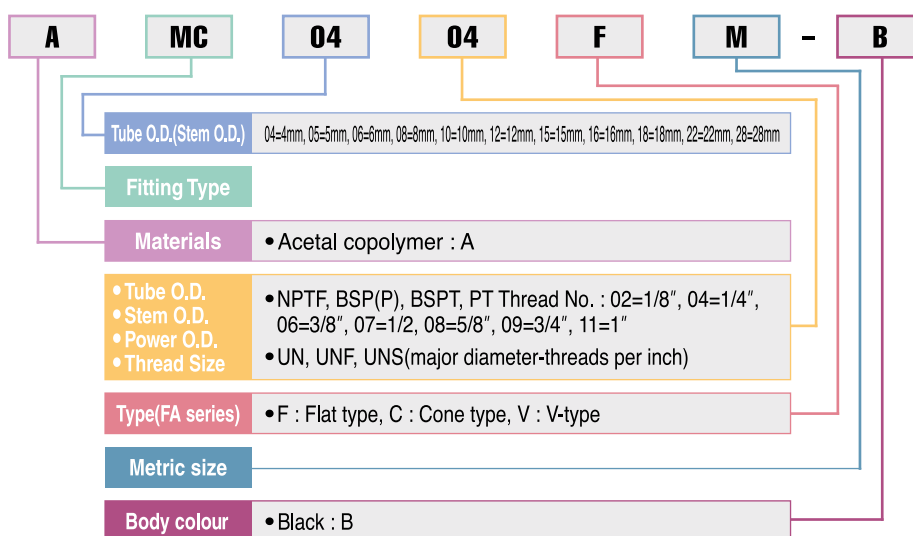 A MC 04 04 F M - B
Tube O.D.(Stem O.D.) 04=4mm, 05=5mm, 06=6mm, 08=8mm, 10=10mm, 12=12mm, 15=15mm, 16=16mm, 18=18mm, 22=22mm, 28=28mm
Fitting Type
Materials • Acetal copolymer : A
• Tube O.D.
• Stem O.D.
• Power O.D.
• Thread Size
• NPTF, BSP(P), BSPT, PT Thread No. : 02=1/8″, 04=1/4″,
06=3/8″, 07=1/2, 08=5/8″, 09=3/4″, 11=1″
• UN, UNF, UNS(major diameter-threads per inch)
Type(FA series) • F : Flat type, C : Cone type, V : V-type
Metric size
Body colour • Black : B